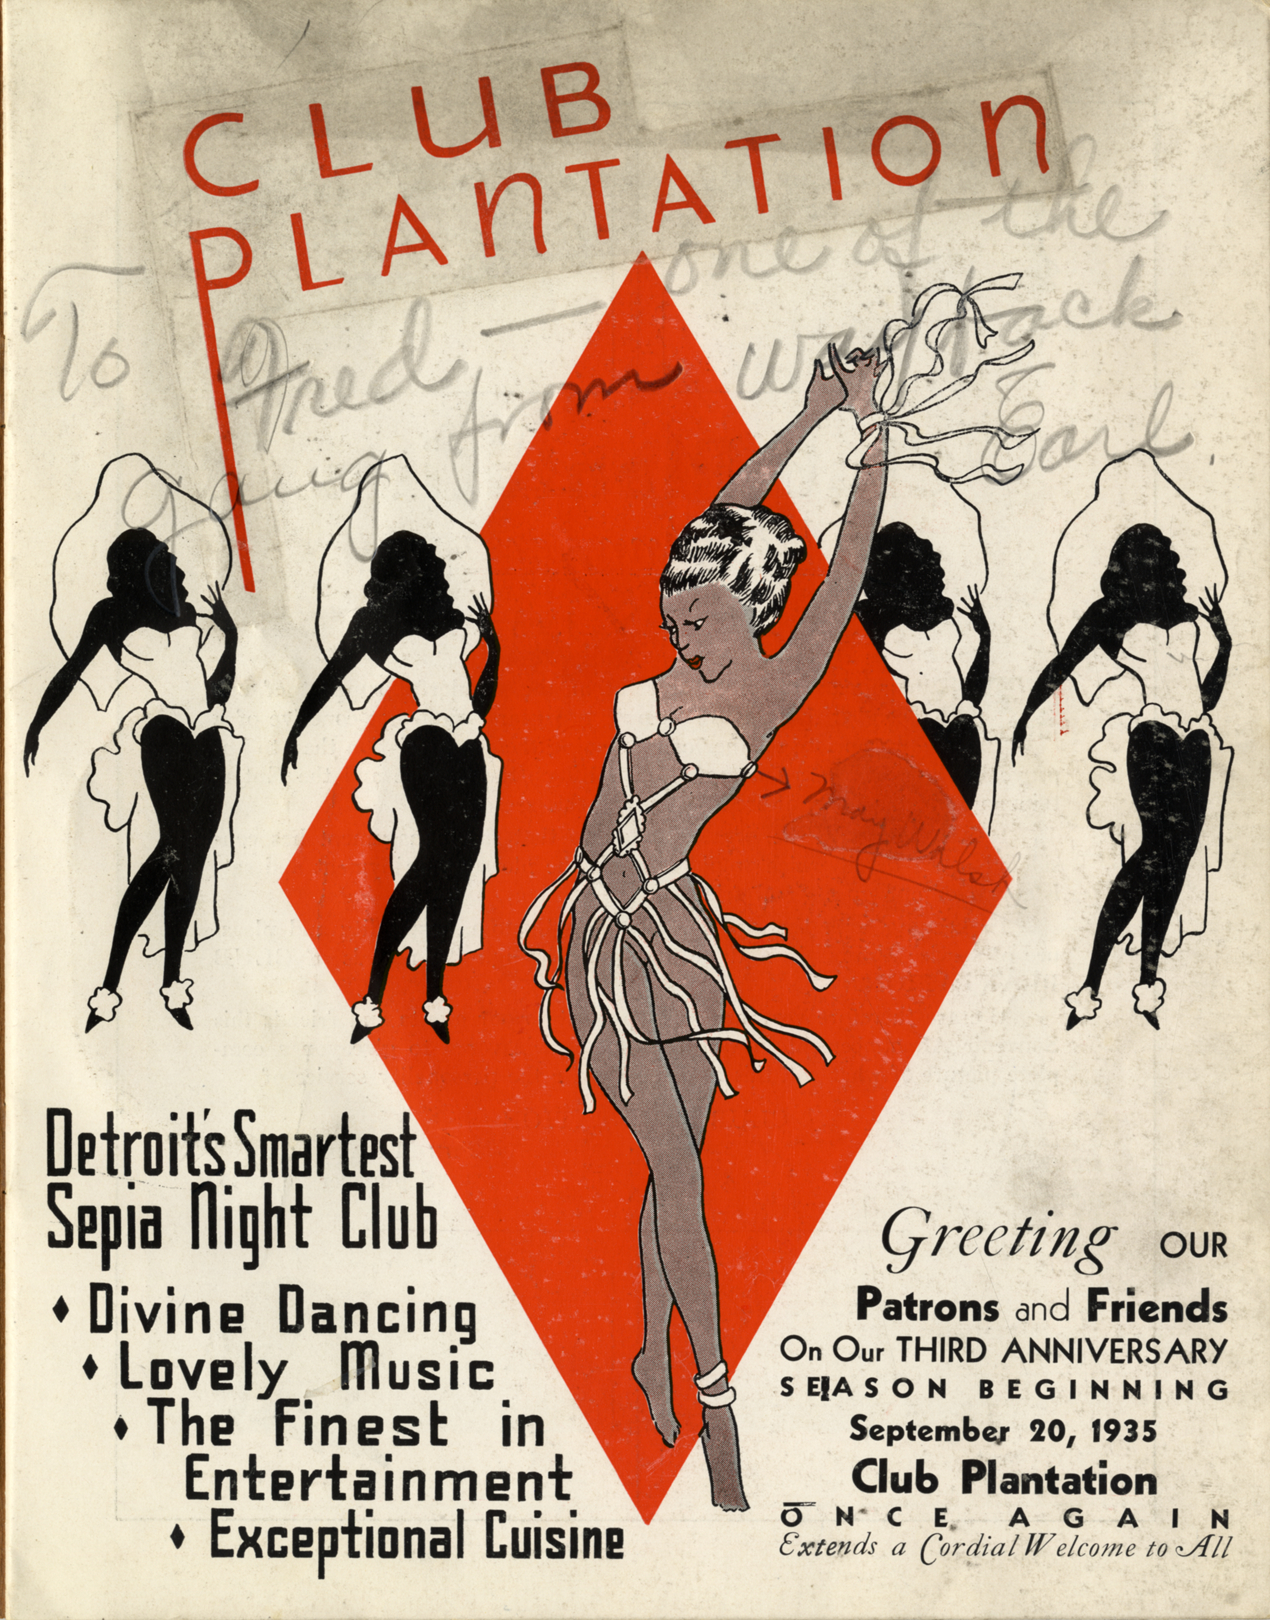 CLUB
PLANTATION
To Fred — one of the
gang from way back
Earl.
May Walsh
Detroit's Smartest
Sepia Night Club
♦ Divine Dancing
♦ Lovely Music
♦ The Finest in
Entertainment
♦ Exceptional Cuisine
Greeting OUR
Patrons and Friends
On Our THIRD ANNIVERSARY
SEASON BEGINNING
September 20, 1935
Club Plantation
ONCE AGAIN
Extends a Cordial Welcome to All